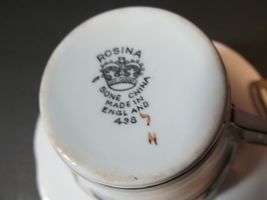 ROSINA
BONE CHINA
MADE IN
ENGLAND
498
H